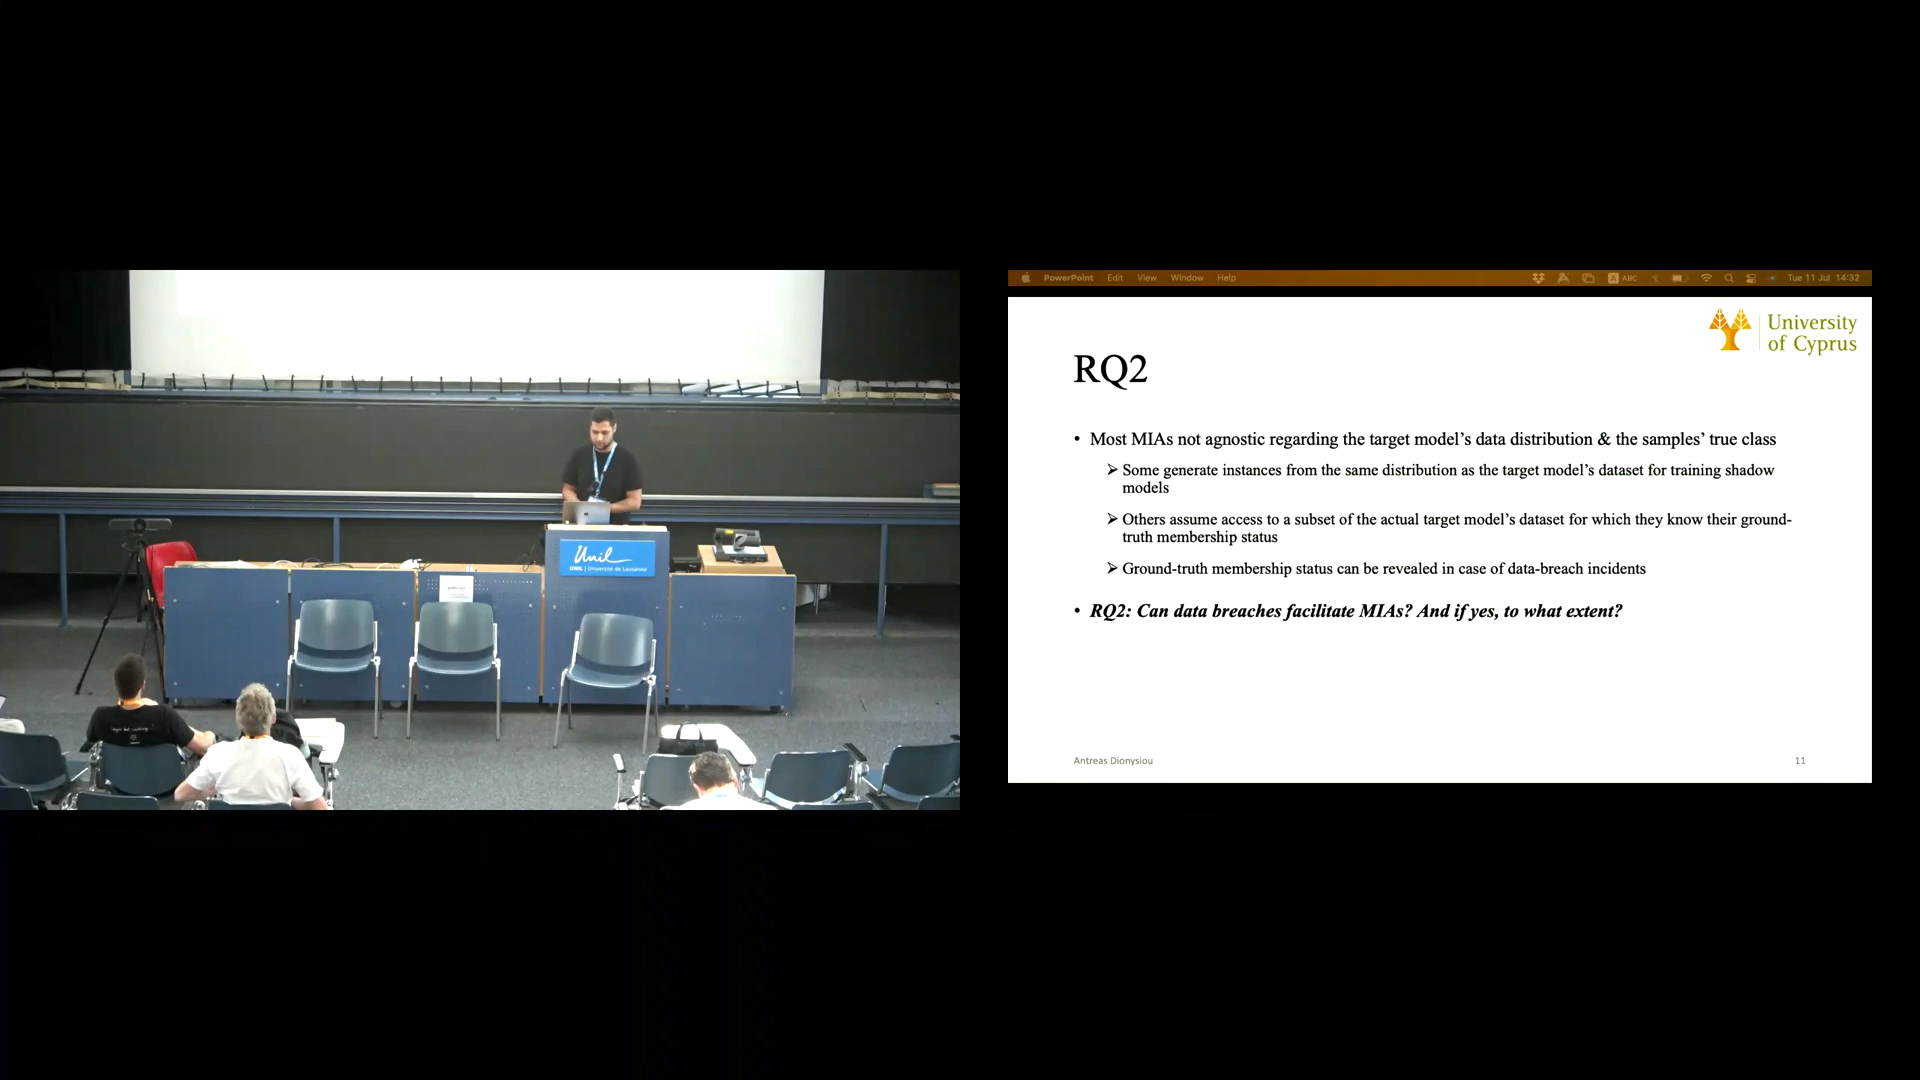 Unil
UNIL | Université de Lausanne
PowerPoint Edit View Window Help
ABC
Tue 11 Jul 14:32
University
of Cyprus
RQ2
• Most MIAs not agnostic regarding the target model’s data distribution & the samples’ true class
➢ Some generate instances from the same distribution as the target model’s dataset for training shadow
models
➢ Others assume access to a subset of the actual target model’s dataset for which they know their ground-
truth membership status
➢ Ground-truth membership status can be revealed in case of data-breach incidents
• RQ2: Can data breaches facilitate MIAs? And if yes, to what extent?
Antreas Dionysiou
11